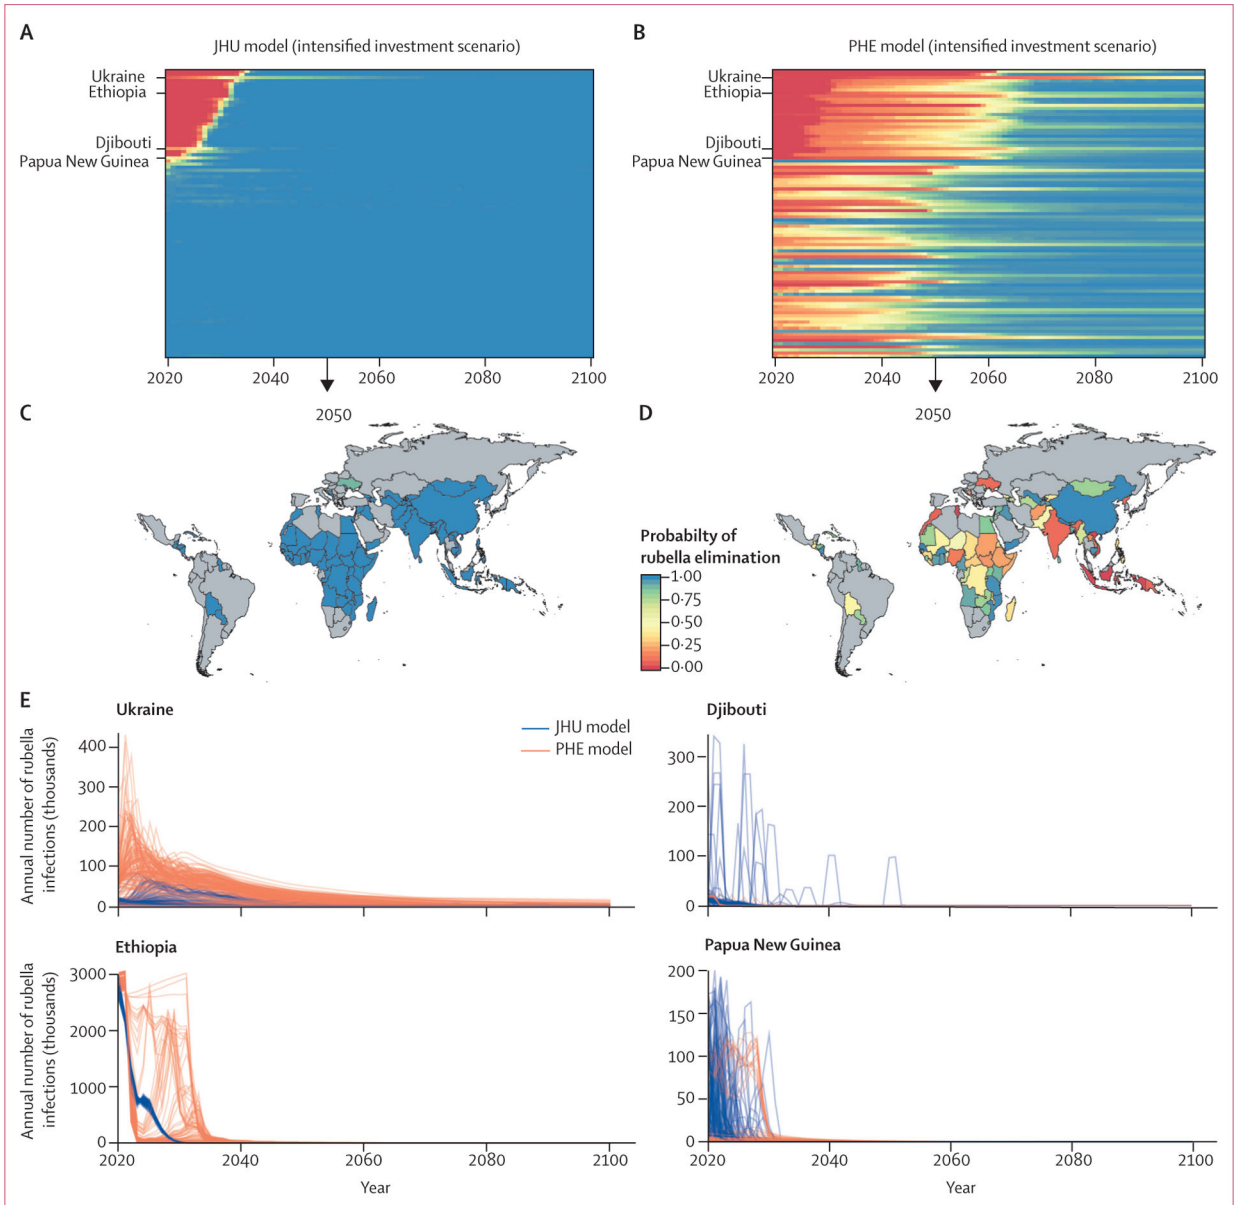 A
JHU model (intensified investment scenario)
Ukraine
Ethiopia
Djibouti
Papua New Guinea
2020 2040 2060 2080 2100
B
PHE model (intensified investment scenario)
Ukraine
Ethiopia
Djibouti
Papua New Guinea
2020 2040 2060 2080 2100
C
2050
D
2050
Probabilty of
rubella elimination
1·00
0·75
0·50
0·25
0·00
E
Ukraine
JHU model
PHE model
Annual number of rubella
infections (thousands)
400
300
200
100
0
Djibouti
300
200
100
0
Ethiopia
Annual number of rubella
infections (thousands)
3000
2000
1000
0
2020 2040 2060 2080 2100
Year
Papua New Guinea
200
150
100
50
0
2020 2040 2060 2080 2100
Year